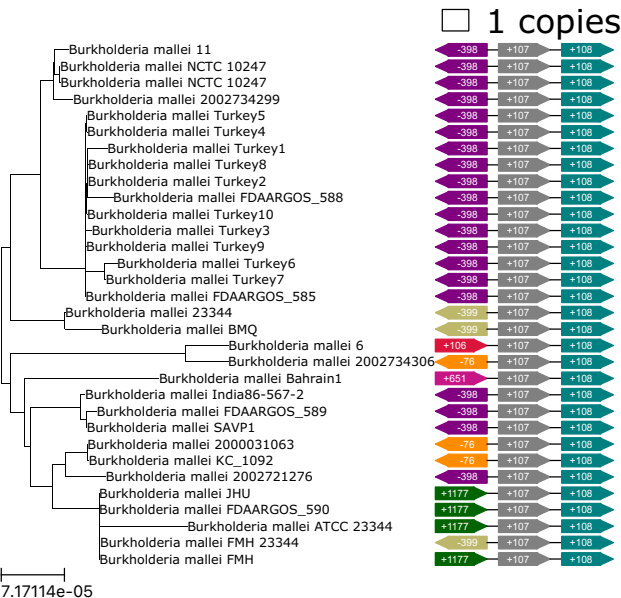 1 copies
Burkholderia mallei 11 -398 +107 +108
Burkholderia mallei NCTC 10247 -398 +107 +108
Burkholderia mallei NCTC 10247 -398 +107 +108
Burkholderia mallei 2002734299 -398 +107 +108
Burkholderia mallei Turkey5 -398 +107 +108
Burkholderia mallei Turkey4 -398 +107 +108
Burkholderia mallei Turkey1 -398 +107 +108
Burkholderia mallei Turkey8 -398 +107 +108
Burkholderia mallei Turkey2 -398 +107 +108
Burkholderia mallei FDAARGOS_588 -398 +107 +108
Burkholderia mallei Turkey10 -398 +107 +108
Burkholderia mallei Turkey3 -398 +107 +108
Burkholderia mallei Turkey9 -398 +107 +108
Burkholderia mallei Turkey6 -398 +107 +108
Burkholderia mallei Turkey7 -398 +107 +108
Burkholderia mallei FDAARGOS_585 -398 +107 +108
Burkholderia mallei 23344 -399 +107 +108
Burkholderia mallei BMQ -399 +107 +108
Burkholderia mallei 6 +106 +107 +108
Burkholderia mallei 2002734306 -76 +107 +108
Burkholderia mallei Bahrain1 +651 +107 +108
Burkholderia mallei India86-567-2 -398 +107 +108
Burkholderia mallei FDAARGOS_589 -398 +107 +108
Burkholderia mallei SAVP1 -398 +107 +108
Burkholderia mallei 2000031063 -76 +107 +108
Burkholderia mallei KC_1092 -76 +107 +108
Burkholderia mallei 2002721276 -398 +107 +108
Burkholderia mallei JHU +1177 +107 +108
Burkholderia mallei FDAARGOS_590 +1177 +107 +108
Burkholderia mallei ATCC 23344 +1177 +107 +108
Burkholderia mallei FMH 23344 -399 +107 +108
Burkholderia mallei FMH +1177 +107 +108
7.17114e-05